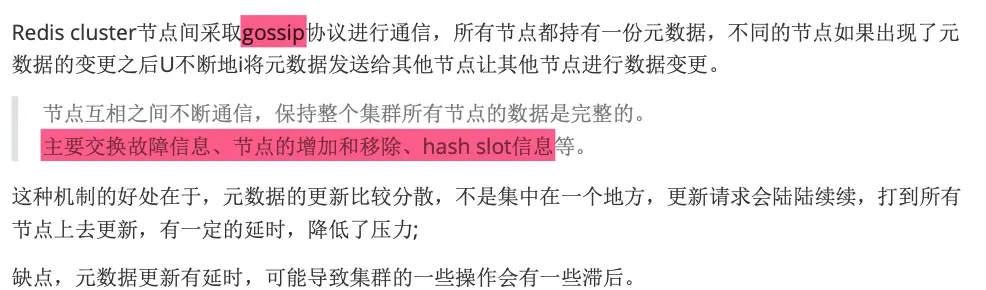 Redis cluster节点间采取gossip协议进行通信，所有节点都持有一份元数据，不同的节点如果出现了元
数据的变更之后U不断地i将元数据发送给其他节点让其他节点进行数据变更。
节点互相之间不断通信，保持整个集群所有节点的数据是完整的。
主要交换故障信息、节点的增加和移除、hash slot信息等。
这种机制的好处在于，元数据的更新比较分散，不是集中在一个地方，更新请求会陆陆续续，打到所有
节点上去更新，有一定的延时，降低了压力;
缺点，元数据更新有延时，可能导致集群的一些操作会有一些滞后。